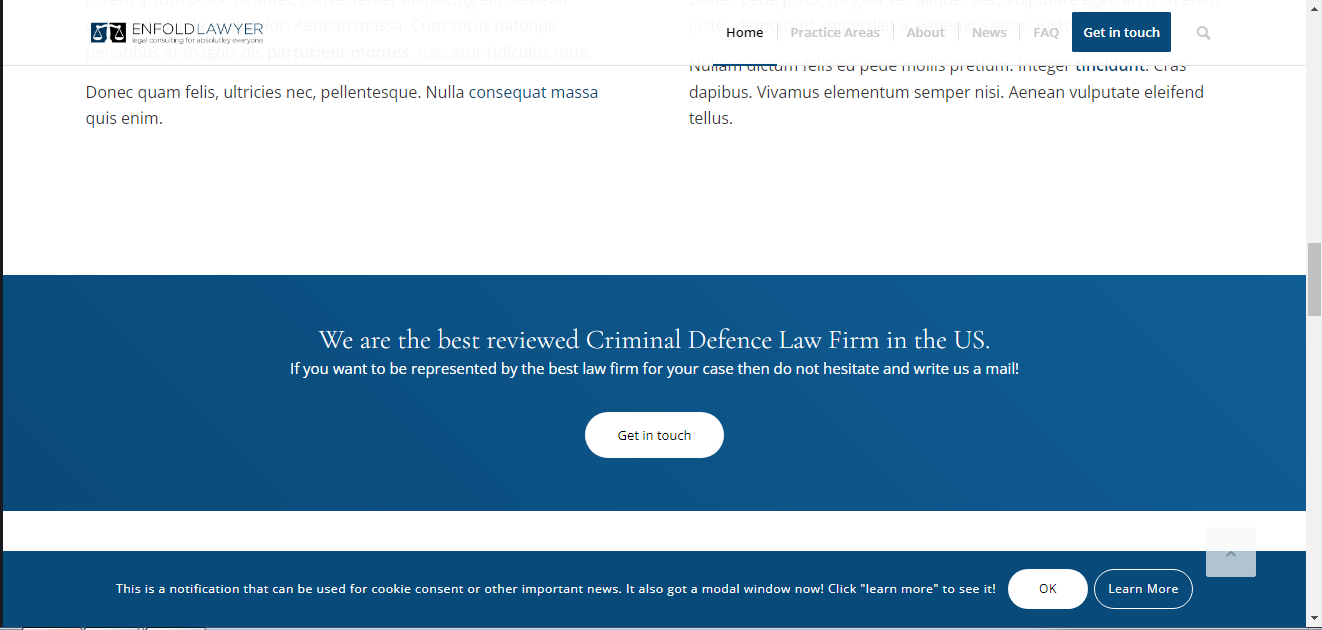 Lorem ipsum dolor sit amet, consectetuer adipiscing elit. Aenean
Donec pede justo, fringilla vel, aliquet nec, vulputate eget, arcu. In enim
ENFOLDLAWYER
legal consulting for absolutley everyone
Home
Practice Areas
About
News
FAQ
Get in touch
Aenean massa. Cum sociis natoque
penatibus et magnis dis parturient montes, nascetur ridiculus mus.
Donec quam felis, ultricies nec, pellentesque. Nulla consequat massa
quis enim.
Nullam dictum felis eu pede mollis pretium. Integer tincidunt. Cras
dapibus. Vivamus elementum semper nisi. Aenean vulputate eleifend
tellus.
We are the best reviewed Criminal Defence Law Firm in the US.
If you want to be represented by the best law firm for your case then do not hesitate and write us a mail!
Get in touch
This is a notification that can be used for cookie consent or other important news. It also got a modal window now! Click "learn more" to see it!
OK
Learn More